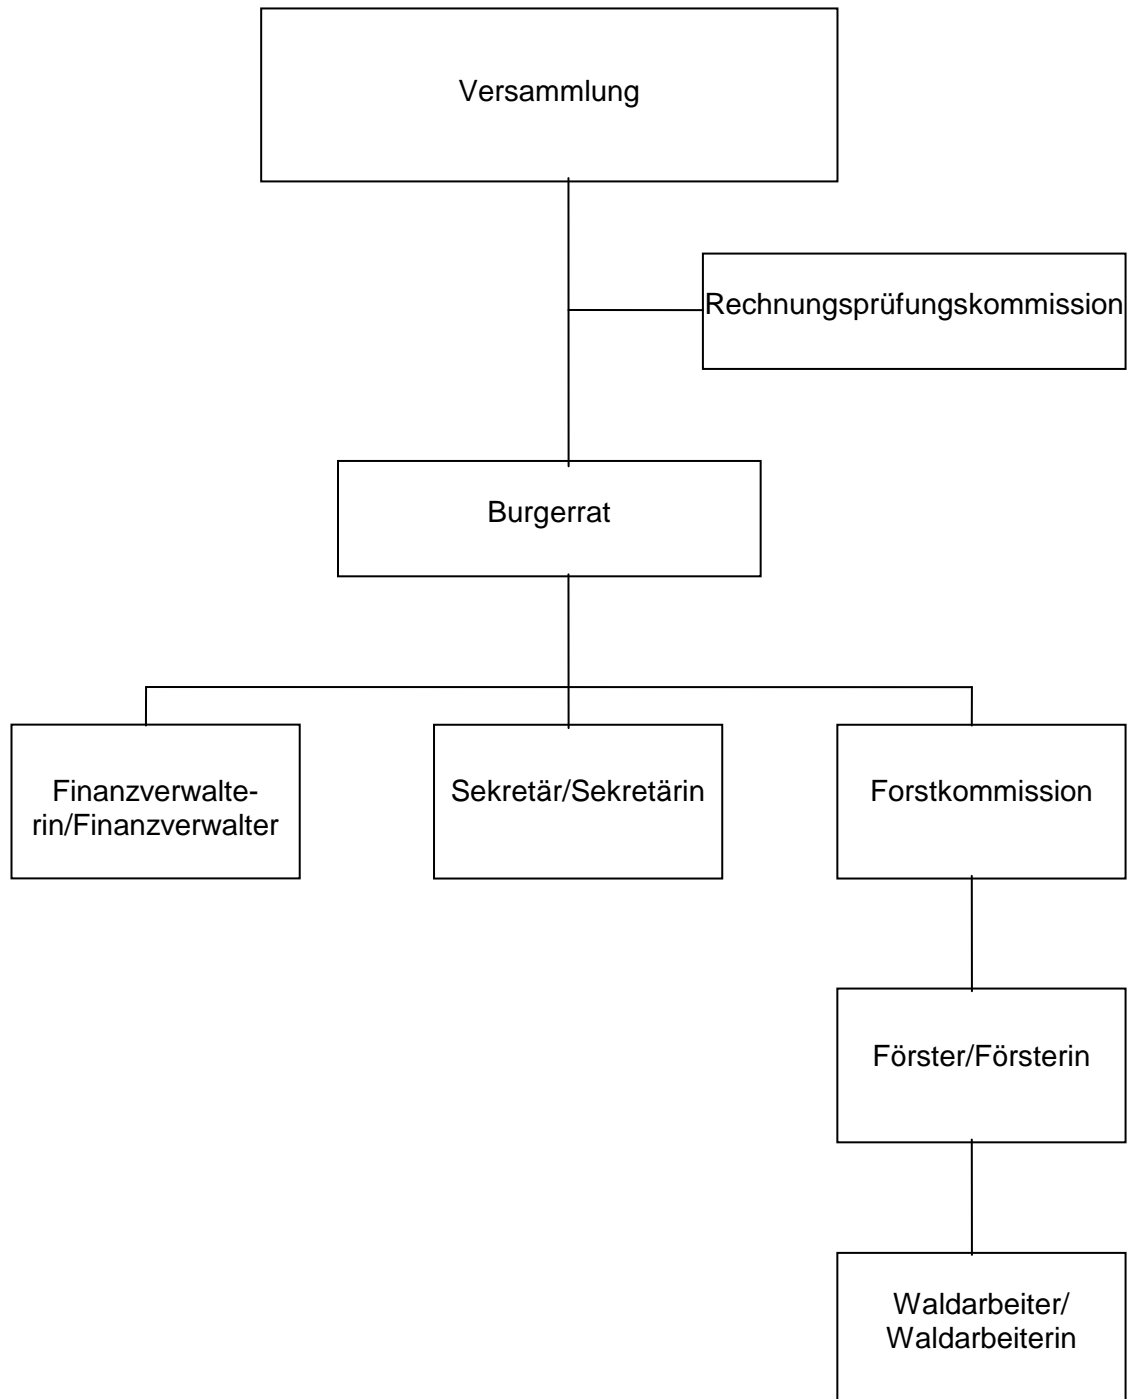 Versammlung
Rechnungsprüfungskommission
Burgerrat
Finanzverwalte-
rin/Finanzverwalter
Sekretär/Sekretärin
Forstkommission
Förster/Försterin
Waldarbeiter/
Waldarbeiterin